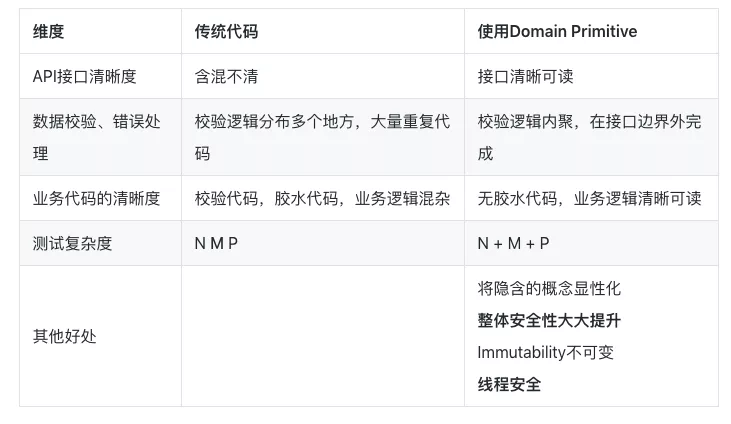 维度 传统代码 使用Domain Primitive
API接口清晰度 含混不清 接口清晰可读
数据校验、错误处 校验逻辑分布多个地方，大量重复代 校验逻辑内聚，在接口边界外完
理 码 成
业务代码的清晰度 校验代码，胶水代码，业务逻辑混杂 无胶水代码，业务逻辑清晰可读
测试复杂度 N M P N + M + P
其他好处
将隐含的概念显性化
整体安全性大大提升
Immutability不可变
线程安全